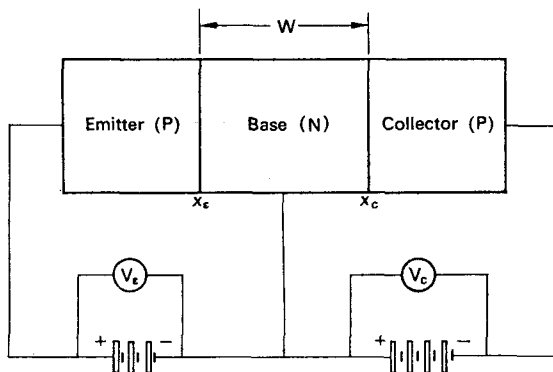 W
Emitter (P)
Base (N)
Collector (P)
xε
xc
Vε
Vc
+
−
+
−